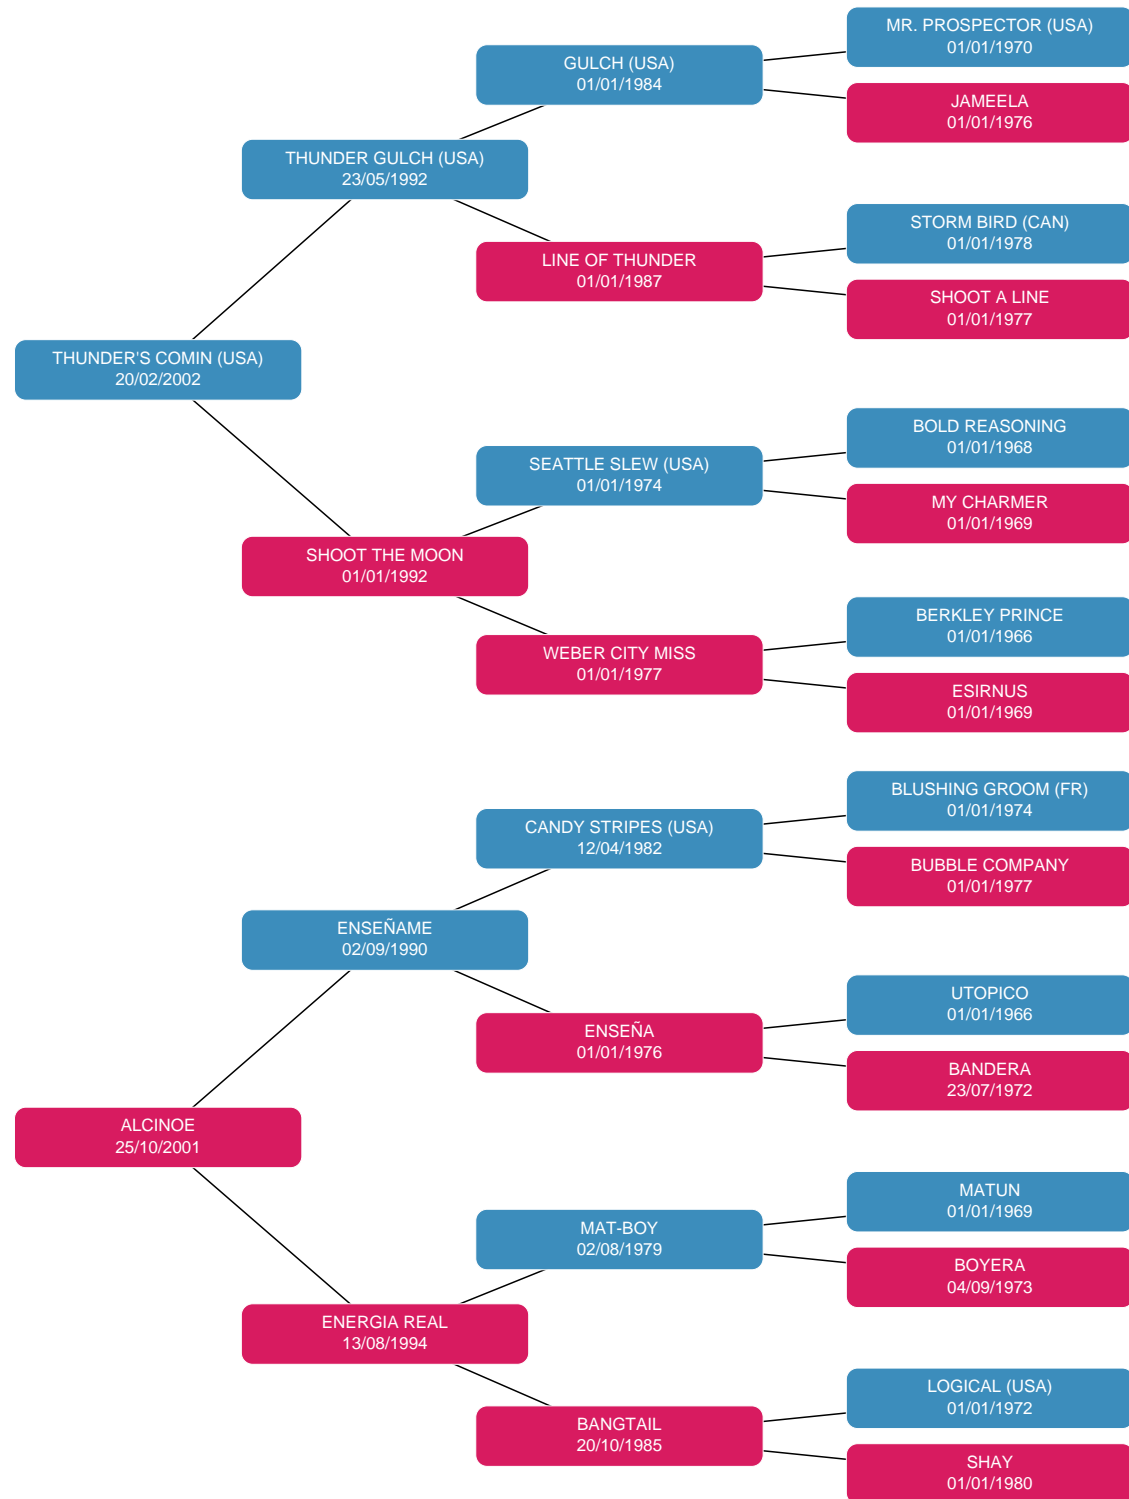 MR. PROSPECTOR (USA)
01/01/1970
GULCH (USA)
01/01/1984
JAMEELA
01/01/1976
THUNDER GULCH (USA)
23/05/1992
STORM BIRD (CAN)
01/01/1978
LINE OF THUNDER
01/01/1987
SHOOT A LINE
01/01/1977
THUNDER'S COMIN (USA)
20/02/2002
BOLD REASONING
01/01/1968
SEATTLE SLEW (USA)
01/01/1974
MY CHARMER
01/01/1969
SHOOT THE MOON
01/01/1992
BERKLEY PRINCE
01/01/1966
WEBER CITY MISS
01/01/1977
ESIRNUS
01/01/1969
BLUSHING GROOM (FR)
01/01/1974
CANDY STRIPES (USA)
12/04/1982
BUBBLE COMPANY
01/01/1977
ENSEÑAME
02/09/1990
UTOPICO
01/01/1966
ENSEÑA
01/01/1976
BANDERA
23/07/1972
ALCINOE
25/10/2001
MATUN
01/01/1969
MAT-BOY
02/08/1979
BOYERA
04/09/1973
ENERGIA REAL
13/08/1994
LOGICAL (USA)
01/01/1972
BANGTAIL
20/10/1985
SHAY
01/01/1980